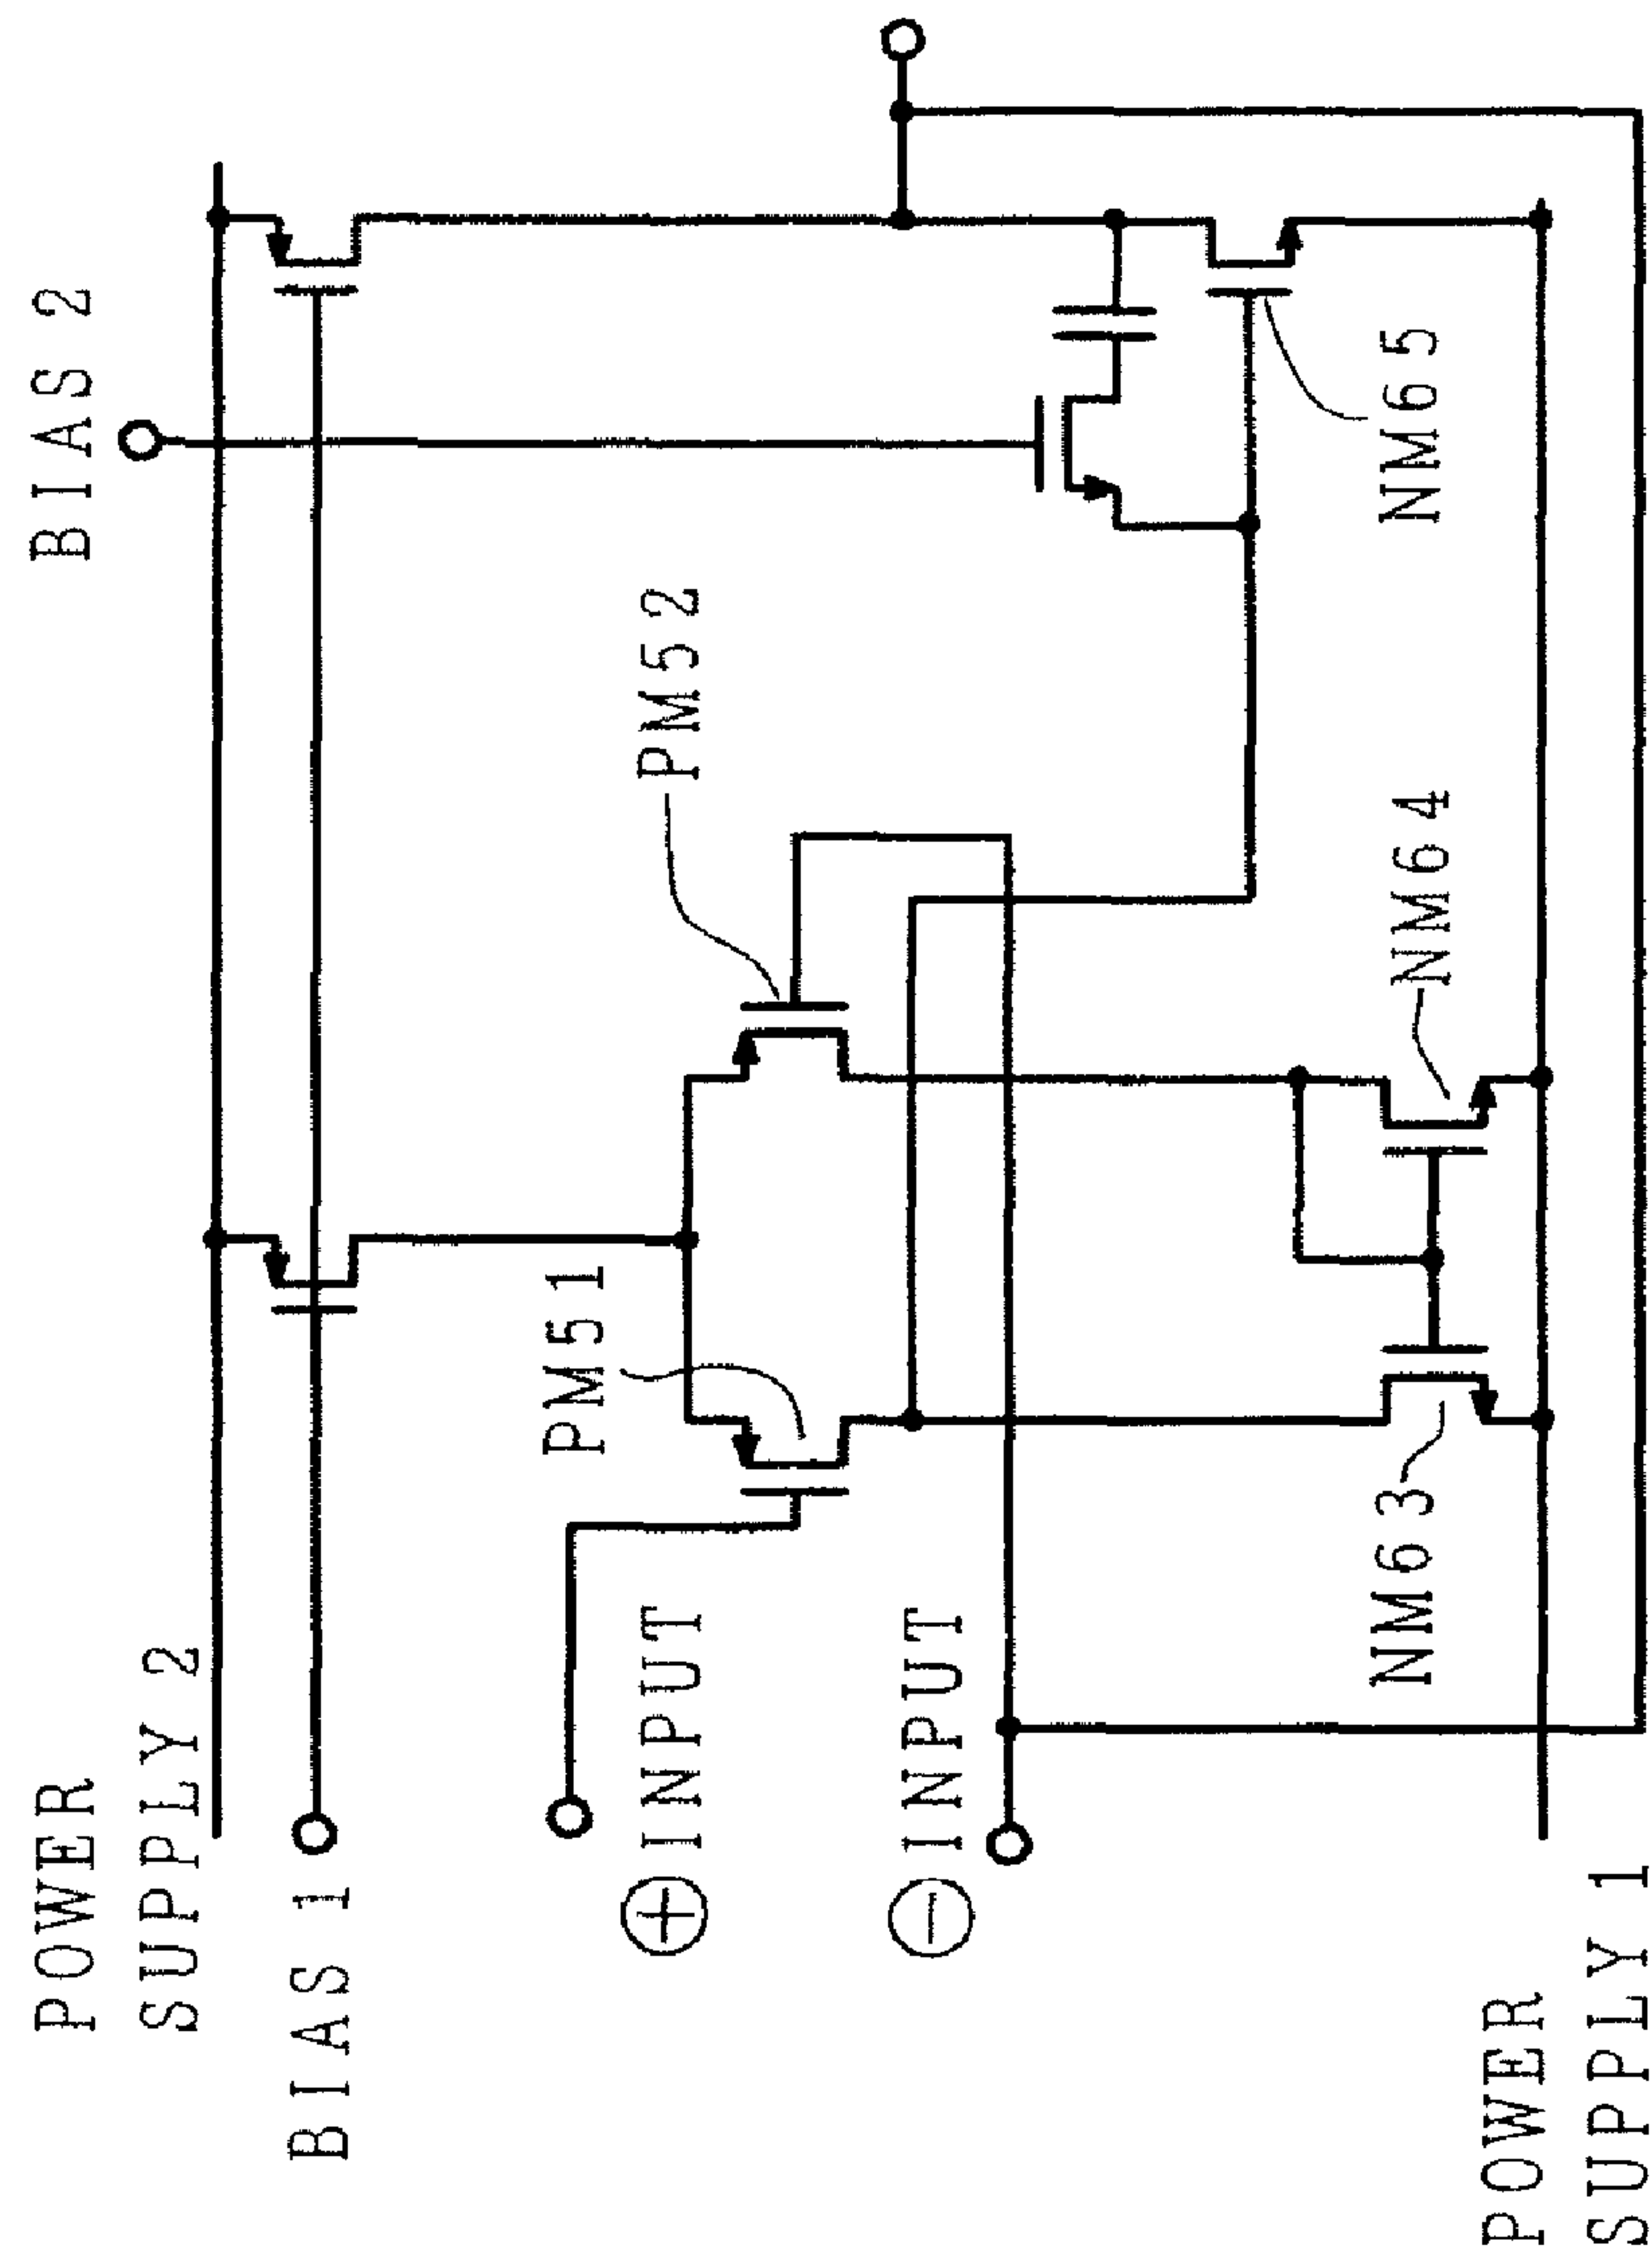 POWER
SUPPLY 2
BIAS 1
⊕INPUT
⊖INPUT
POWER
SUPPLY 1
BIAS 2
PM51
PM52
NM63
NM64
NM65